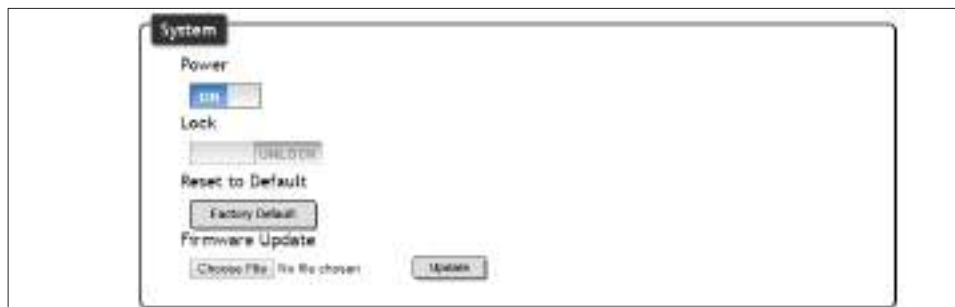 System
Power
ON
Lock
UNLOCK
Reset to Default
Factory Default
Firmware Update
Choose File No file chosen Update